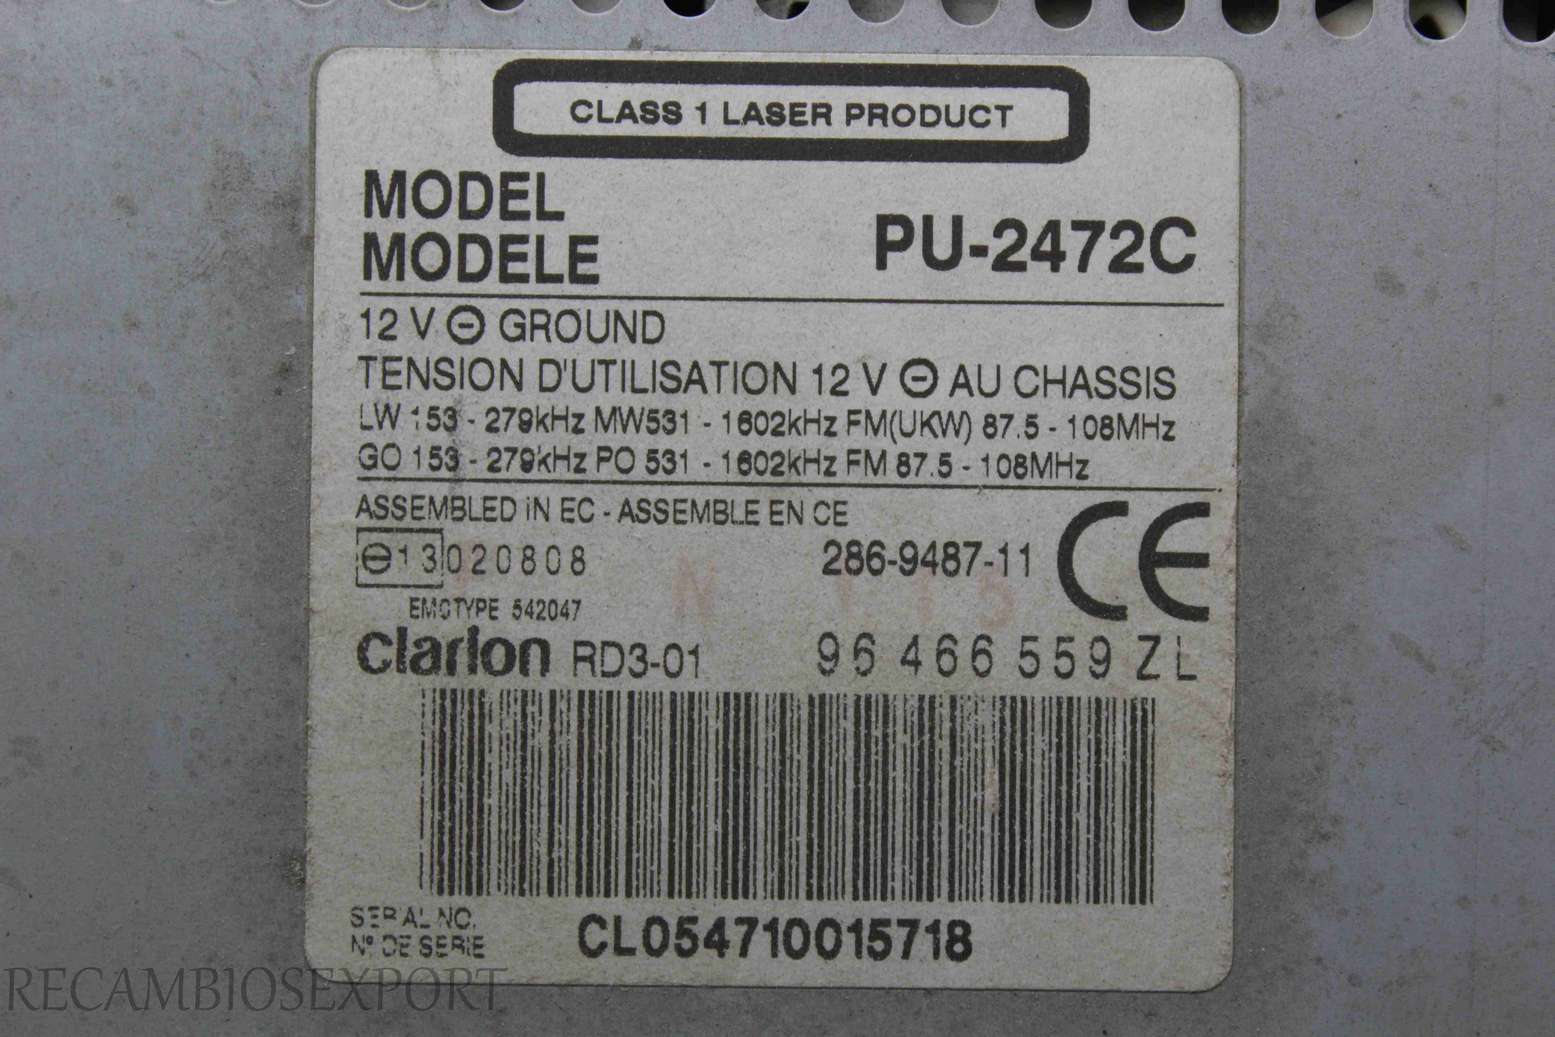 CLASS 1 LASER PRODUCT
MODEL
MODELE
PU-2472C
12 V ⊖ GROUND
TENSION D'UTILISATION 12 V ⊖ AU CHASSIS
LW 153 - 279kHz MW531 - 1602kHz FM(UKW) 87.5 - 108MHz
GO 153 - 279kHz PO 531 - 1602kHz FM 87.5 - 108MHz
ASSEMBLED IN EC - ASSEMBLE EN CE
e13 020808
286-9487-11
CE
EMCTYPE 542047
clarion RD3-01
96 466 559 ZL
SERIAL NO.
N° DE SERIE
CL054710015718
RECAMBIOSEXPORT